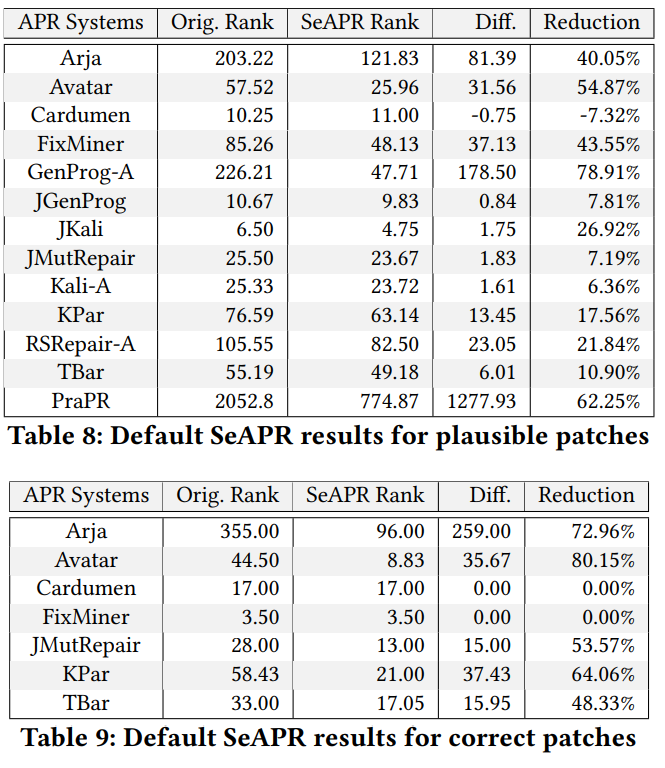 APR Systems Orig. Rank SeAPR Rank Diff. Reduction
Arja 203.22 121.83 81.39 40.05%
Avatar 57.52 25.96 31.56 54.87%
Cardumen 10.25 11.00 -0.75 -7.32%
FixMiner 85.26 48.13 37.13 43.55%
GenProg-A 226.21 47.71 178.50 78.91%
JGenProg 10.67 9.83 0.84 7.81%
JKali 6.50 4.75 1.75 26.92%
JMutRepair 25.50 23.67 1.83 7.19%
Kali-A 25.33 23.72 1.61 6.36%
KPar 76.59 63.14 13.45 17.56%
RSRepair-A 105.55 82.50 23.05 21.84%
TBar 55.19 49.18 6.01 10.90%
PraPR 2052.8 774.87 1277.93 62.25%
Table 8: Default SeAPR results for plausible patches
APR Systems Orig. Rank SeAPR Rank Diff. Reduction
Arja 355.00 96.00 259.00 72.96%
Avatar 44.50 8.83 35.67 80.15%
Cardumen 17.00 17.00 0.00 0.00%
FixMiner 3.50 3.50 0.00 0.00%
JMutRepair 28.00 13.00 15.00 53.57%
KPar 58.43 21.00 37.43 64.06%
TBar 33.00 17.05 15.95 48.33%
Table 9: Default SeAPR results for correct patches